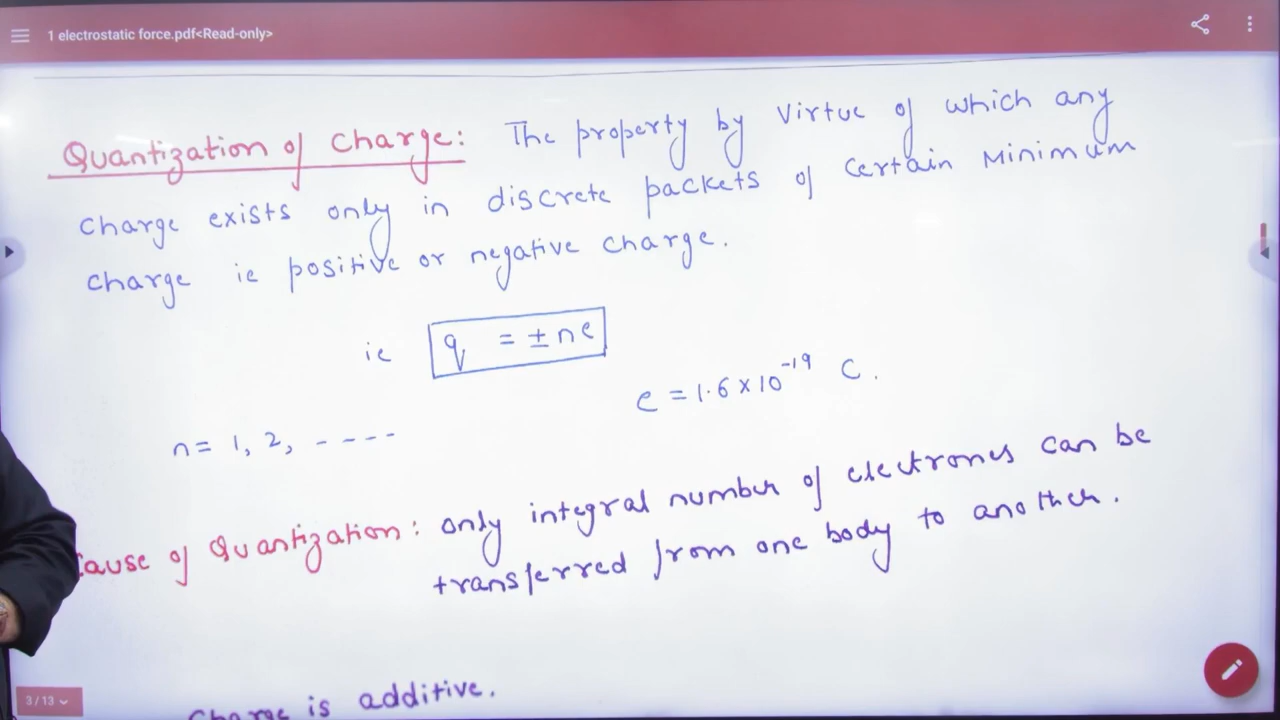 1 electrostatic force.pdf<Read-only>
Quantization of Charge: The property by virtue of which any
charge exists only in discrete packets of certain minimum
charge ie positive or negative charge.
ie q = ±ne
e = 1.6 × 10⁻¹⁹ C.
n = 1, 2, - - - -
Cause of Quantization: only integral number of electrones can be
transferred from one body to another.
Charge is additive.
3 / 13